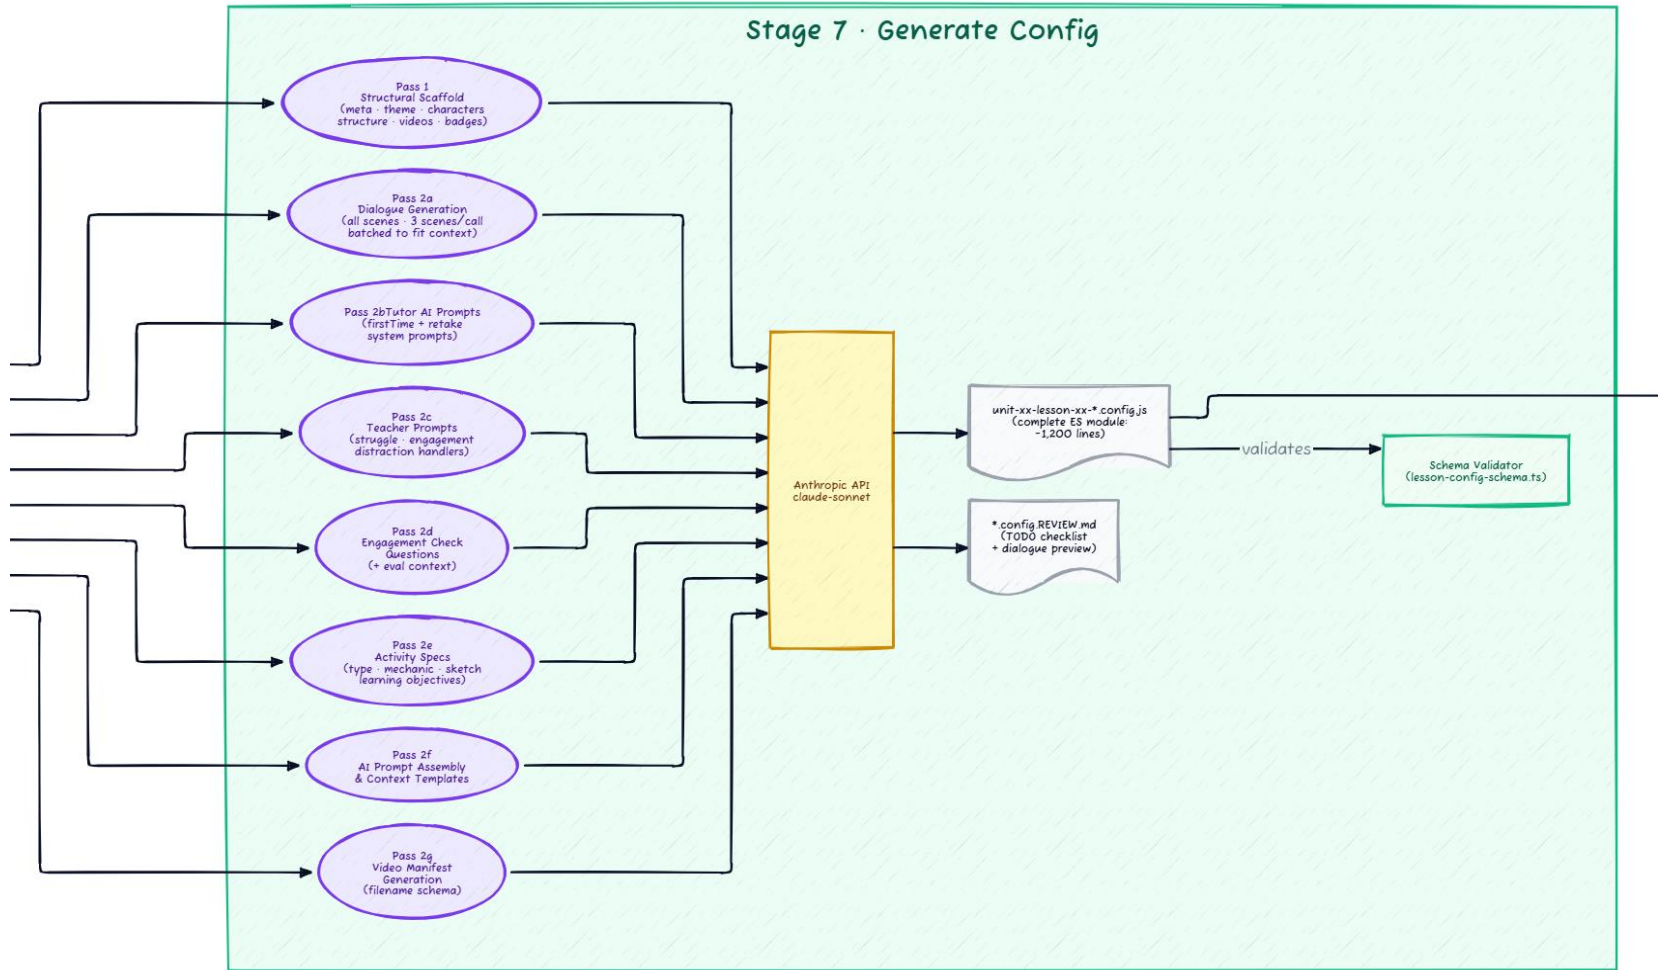 Stage 7 · Generate Config
Pass 1
Structural Scaffold
(meta · theme · characters
structure · videos · badges)
Pass 2a
Dialogue Generation
(all scenes · 3 scenes/call
batched to fit context)
Pass 2bTutor AI Prompts
(firstTime + retake
system prompts)
Pass 2c
Teacher Prompts
(struggle · engagement
distraction handlers)
Pass 2d
Engagement Check
Questions
(+ eval context)
Pass 2e
Activity Specs
(type · mechanic · sketch
learning objectives)
Pass 2f
AI Prompt Assembly
& Context Templates
Pass 2g
Video Manifest
Generation
(filename schema)
Anthropic API
claude-sonnet
unit-xx-lesson-xx-*.config.js
(complete ES module:
~1,200 lines)
*.config.REVIEW.md
(TODO checklist
+ dialogue preview)
validates
Schema Validator
(lesson-config-schema.ts)